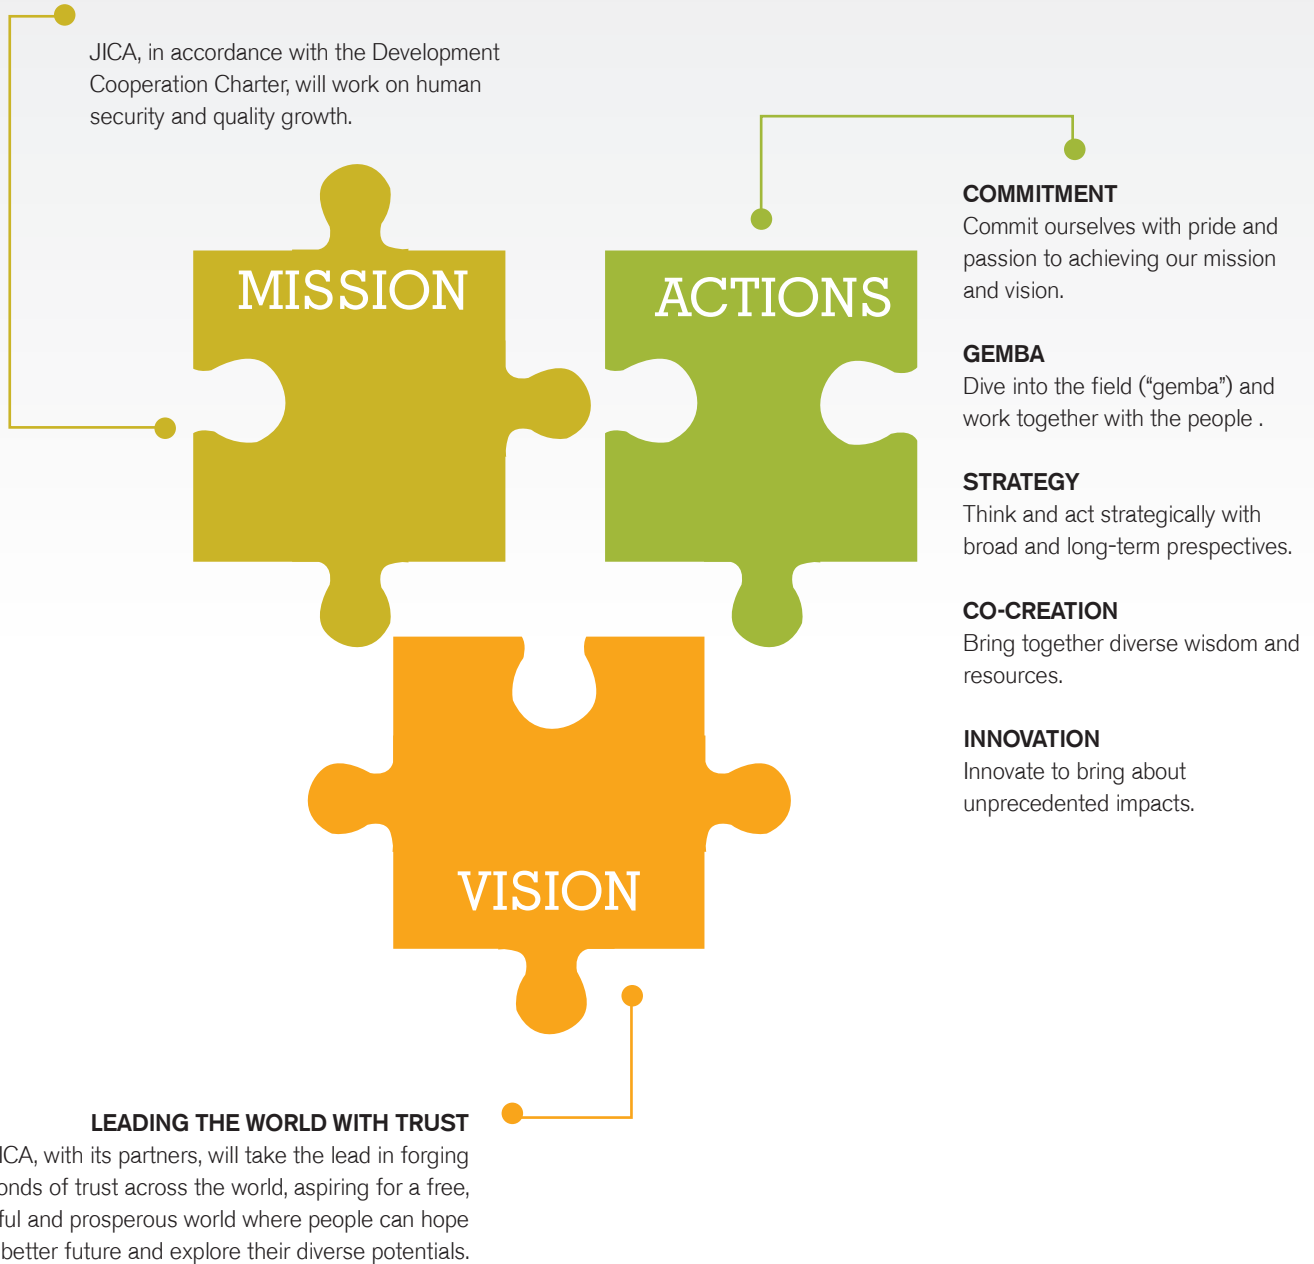 JICA, in accordance with the Development
Cooperation Charter, will work on human
security and quality growth.
MISSION
ACTIONS
COMMITMENT
Commit ourselves with pride and
passion to achieving our mission
and vision.
GEMBA
Dive into the field (“gemba”) and
work together with the people .
STRATEGY
Think and act strategically with
broad and long-term prespectives.
CO-CREATION
Bring together diverse wisdom and
resources.
INNOVATION
Innovate to bring about
unprecedented impacts.
VISION
LEADING THE WORLD WITH TRUST
with its partners, will take the lead in forging
of trust across the world, aspiring for a free,
and prosperous world where people can hope
better future and explore their diverse potentials.